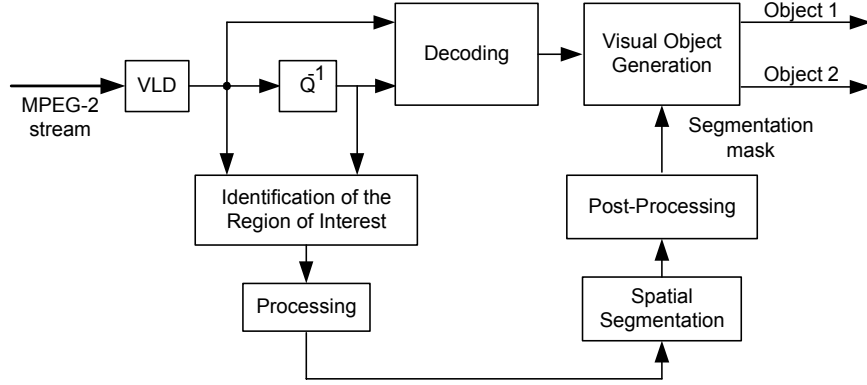 Object 1
Decoding
Visual Object
Generation
VLD
Q-1
Object 2
MPEG-2
stream
Segmentation
mask
Identification of the
Region of Interest
Post-Processing
Processing
Spatial
Segmentation